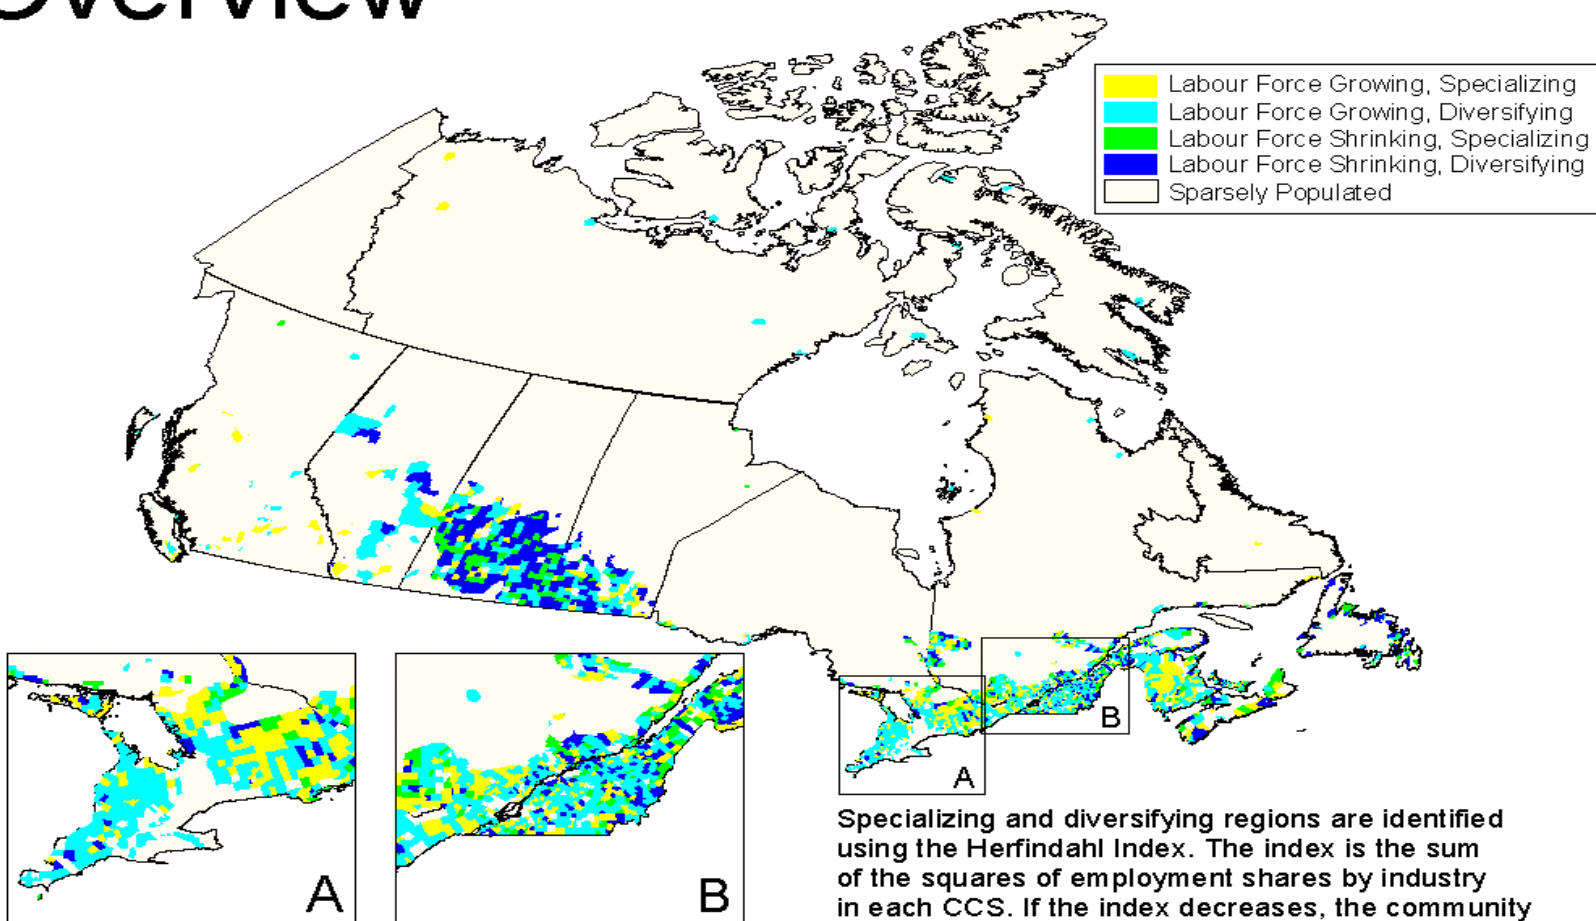 Overview
Labour Force Growing, Specializing
Labour Force Growing, Diversifying
Labour Force Shrinking, Specializing
Labour Force Shrinking, Diversifying
Sparsely Populated
A
B
A
B
Specializing and diversifying regions are identified
using the Herfindahl Index. The index is the sum
of the squares of employment shares by industry
in each CCS. If the index decreases, the community